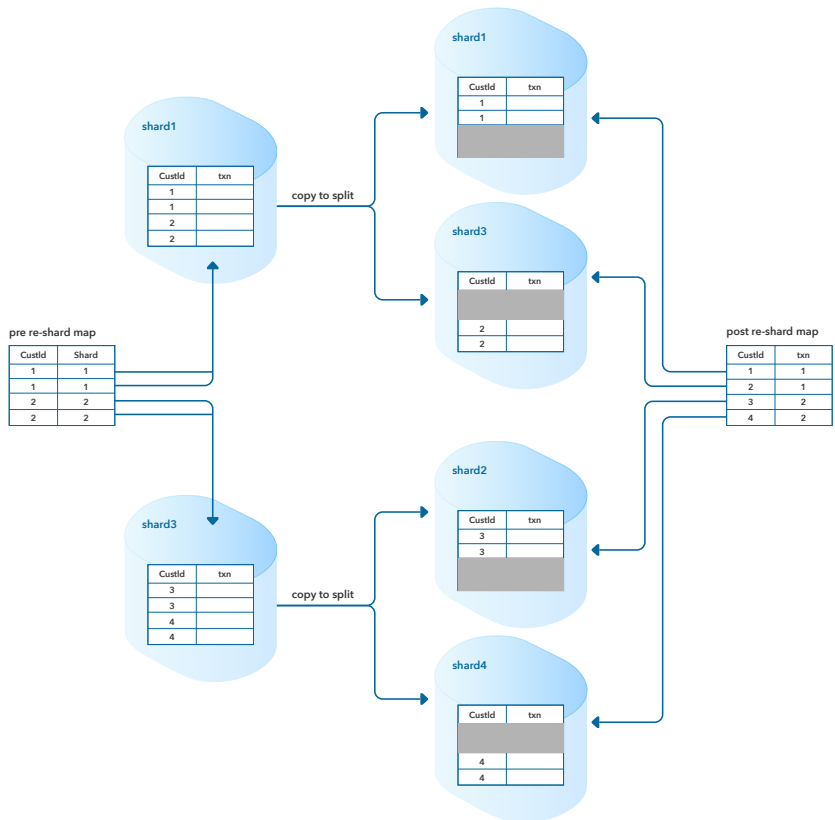 shard1
CustId txn
1
1
shard1
CustId txn
1
1
2
2
copy to split
shard3
CustId txn
2
2
pre re-shard map
CustId Shard
1 1
1 1
2 2
2 2
post re-shard map
CustId txn
1 1
2 1
3 2
4 2
shard2
CustId txn
3
3
shard3
CustId txn
3
3
4
4
copy to split
shard4
CustId txn
4
4